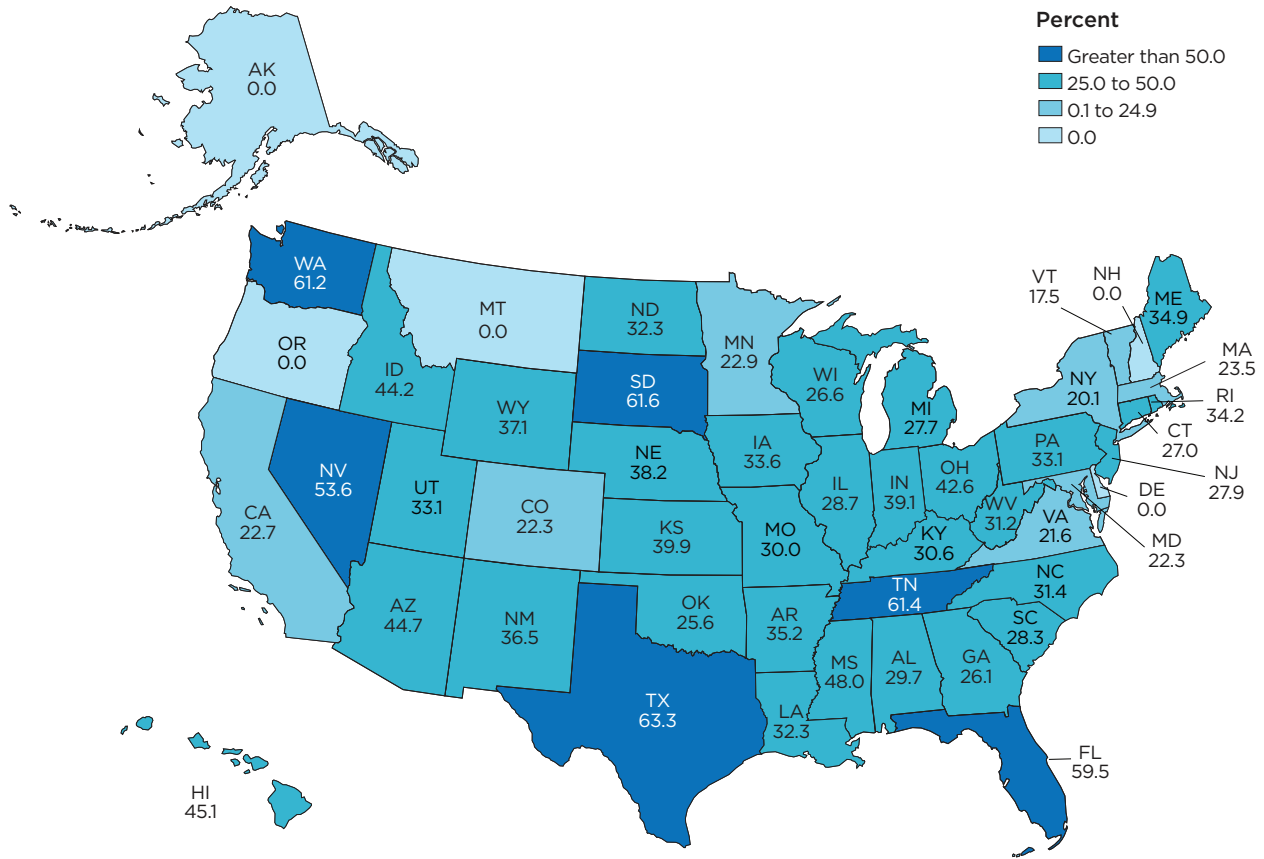 Percent
Greater than 50.0
25.0 to 50.0
0.1 to 24.9
0.0
AK
0.0
WA
61.2
MT
0.0
ND
32.3
MN
22.9
VT
17.5
NH
0.0
ME
34.9
OR
0.0
ID
44.2
SD
61.6
WI
26.6
MI
27.7
NY
20.1
MA
23.5
RI
34.2
CT
27.0
WY
37.1
NV
53.6
UT
33.1
CO
22.3
NE
38.2
IA
33.6
IL
28.7
IN
39.1
OH
42.6
PA
33.1
NJ
27.9
DE
0.0
MD
22.3
CA
22.7
KS
39.9
MO
30.0
KY
30.6
WV
31.2
VA
21.6
AZ
44.7
NM
36.5
OK
25.6
AR
35.2
TN
61.4
NC
31.4
SC
28.3
MS
48.0
AL
29.7
GA
26.1
TX
63.3
LA
32.3
FL
59.5
HI
45.1